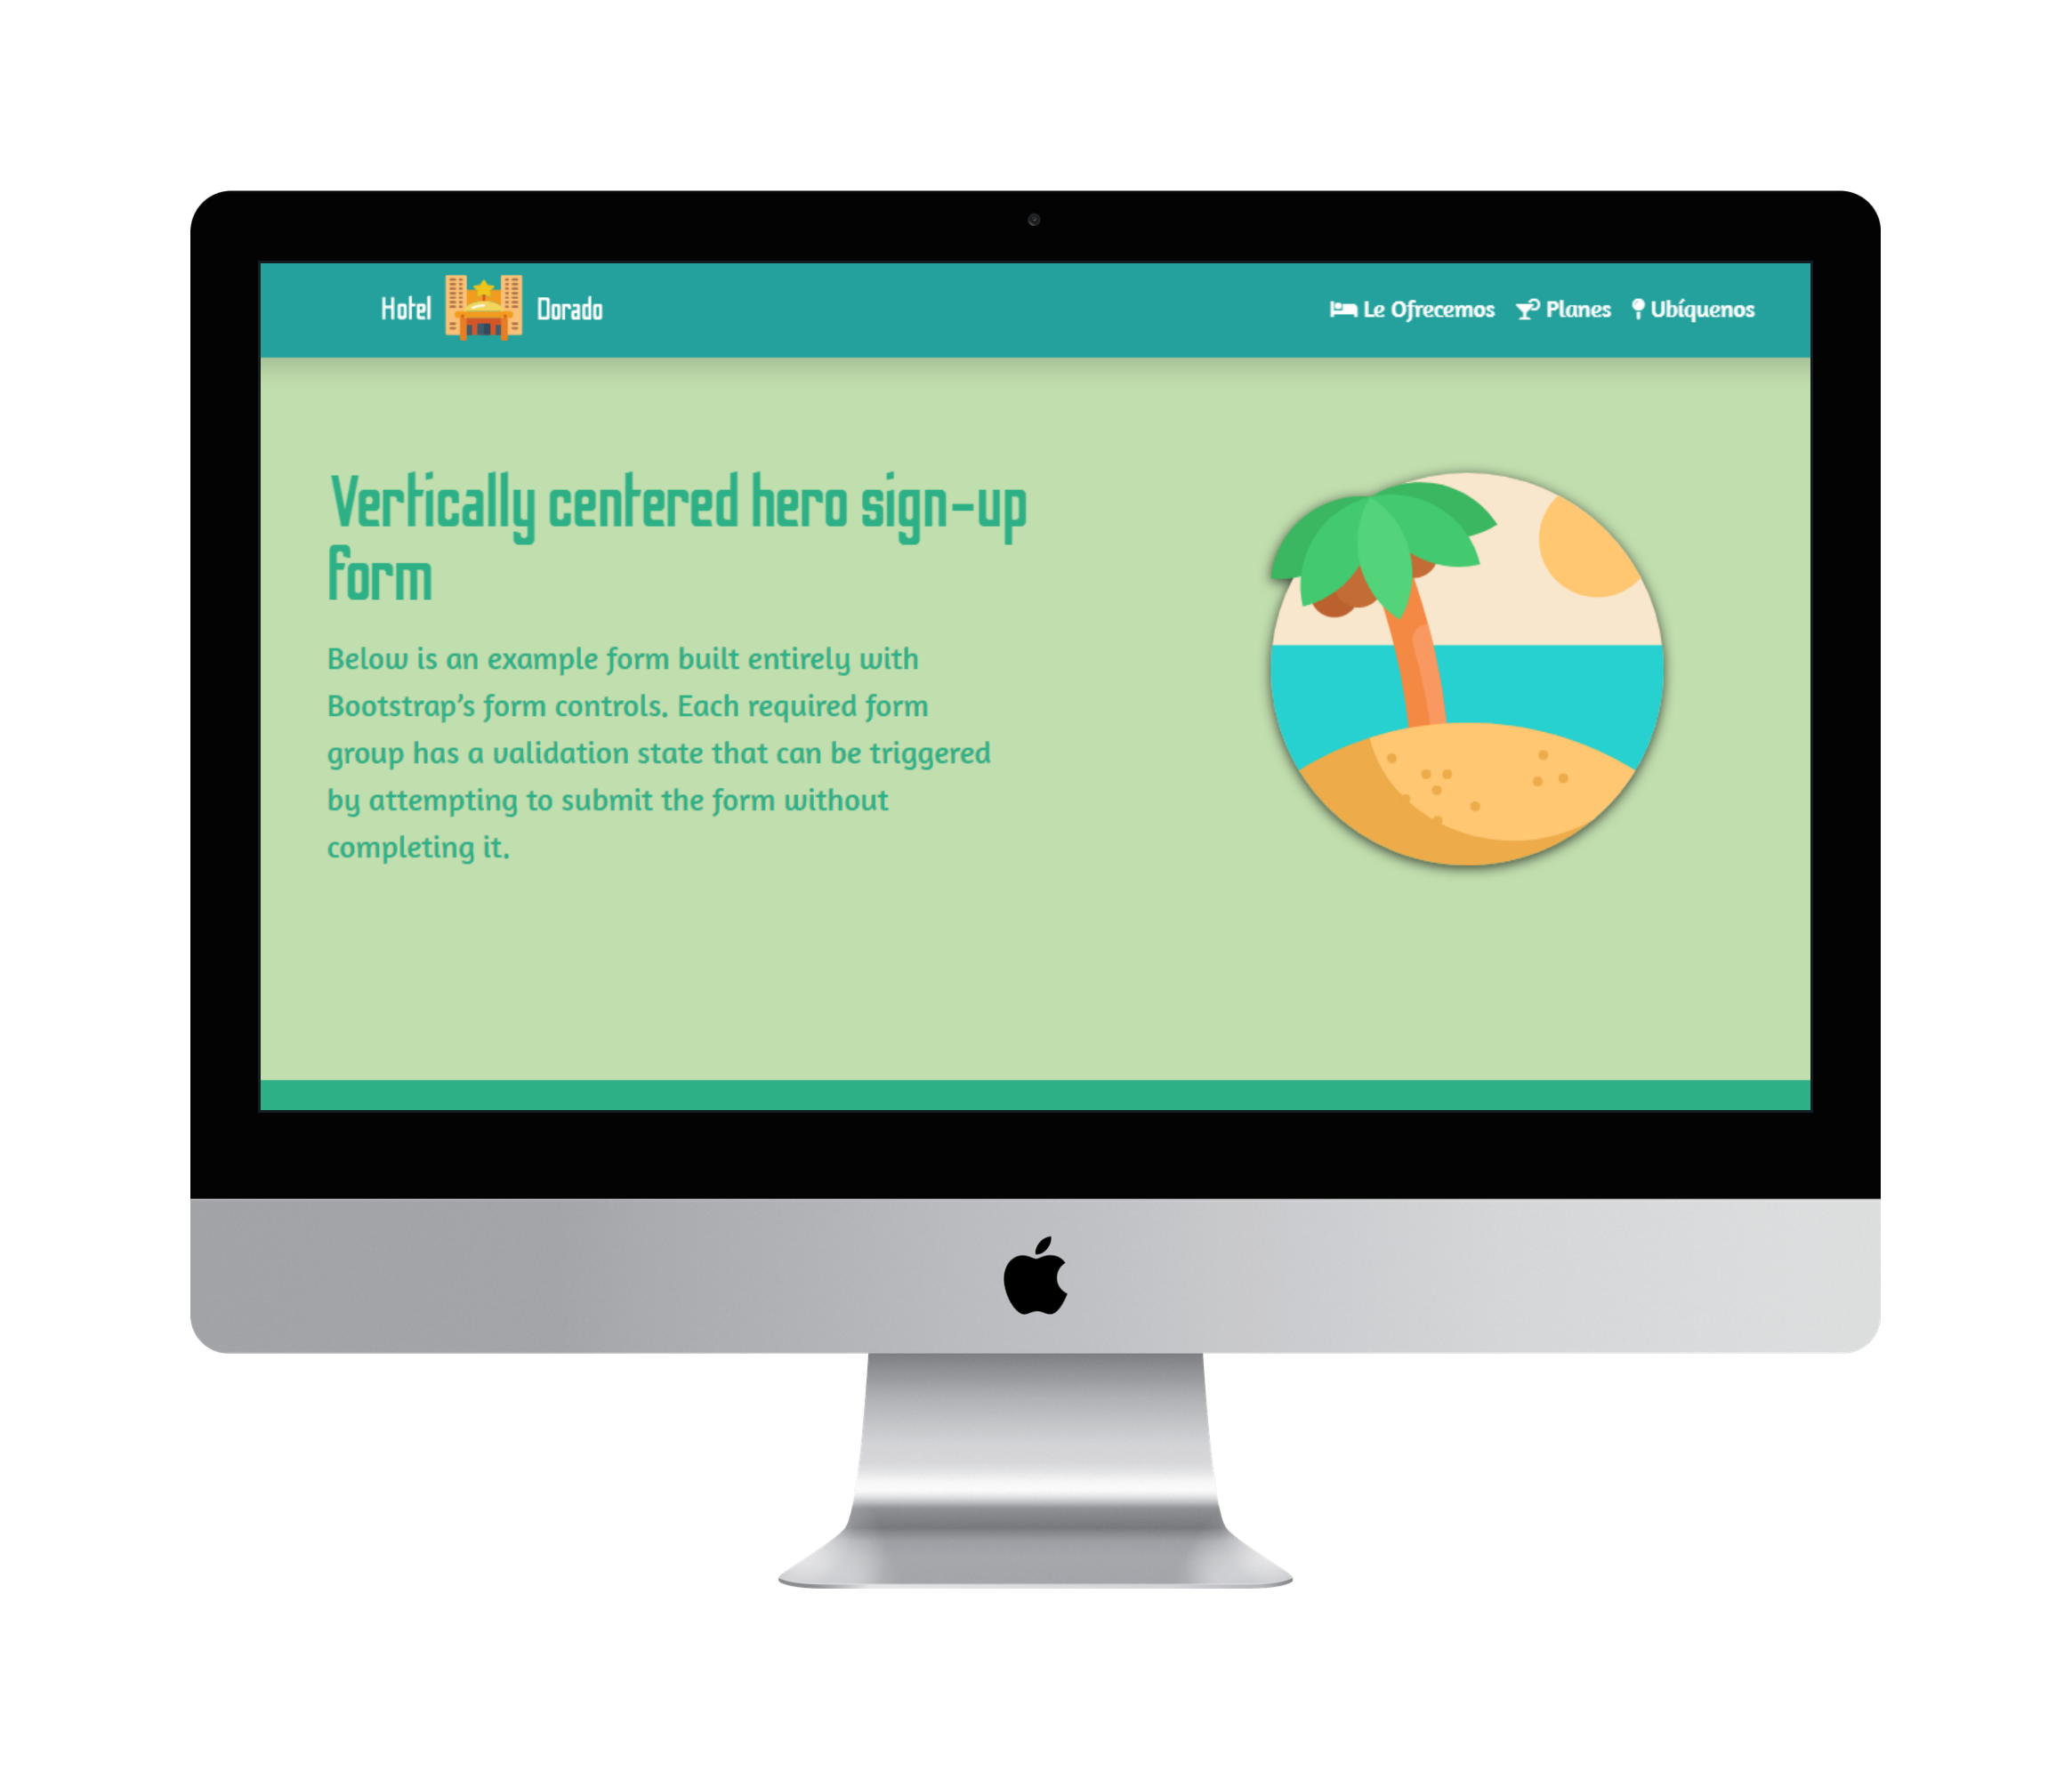 Hotel Dorado
Le Ofrecemos Planes Ubíquenos
Vertically centered hero sign-up
form
Below is an example form built entirely with
Bootstrap’s form controls. Each required form
group has a validation state that can be triggered
by attempting to submit the form without
completing it.